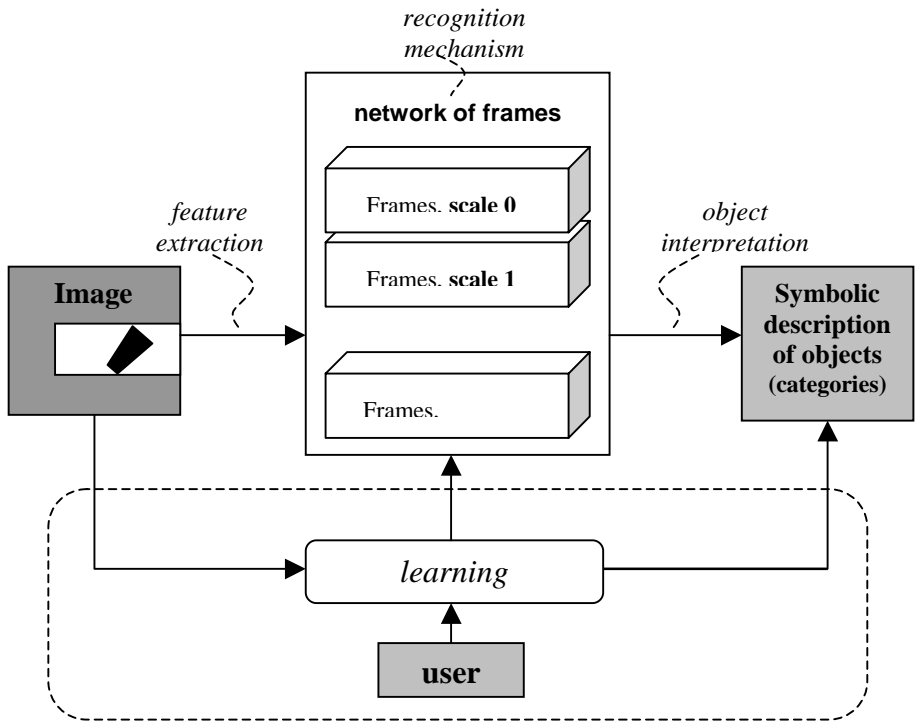 recognition
mechanism
network of frames
Frames. scale 0
Frames. scale 1
Frames.
feature
extraction
object
interpretation
Image
Symbolic
description
of objects
(categories)
learning
user